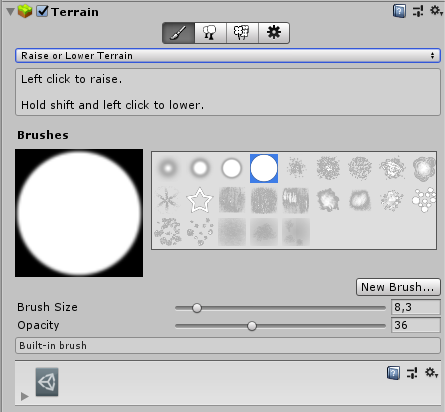 Terrain
Raise or Lower Terrain
Left click to raise.
Hold shift and left click to lower.
Brushes
New Brush...
Brush Size 8,3
Opacity 36
Built-in brush